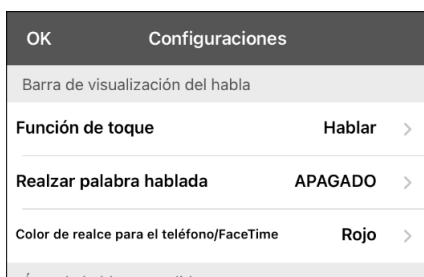 OK Configuraciones
Barra de visualización del habla
Función de toque Hablar
Realzar palabra hablada APAGADO
Color de realce para el teléfono/FaceTime Rojo